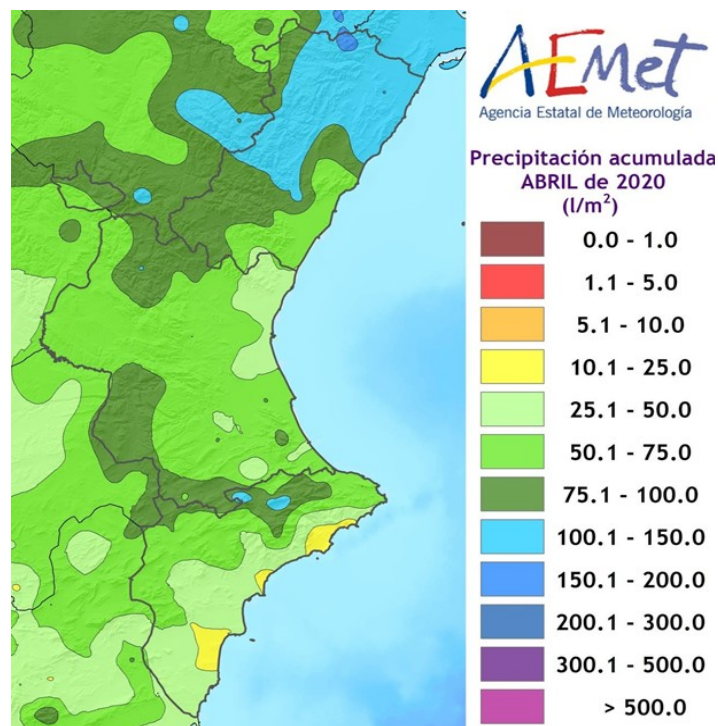 AEMet
Agencia Estatal de Meteorología
Precipitación acumulada
ABRIL de 2020
(l/m²)
0.0 - 1.0
1.1 - 5.0
5.1 - 10.0
10.1 - 25.0
25.1 - 50.0
50.1 - 75.0
75.1 - 100.0
100.1 - 150.0
150.1 - 200.0
200.1 - 300.0
300.1 - 500.0
> 500.0